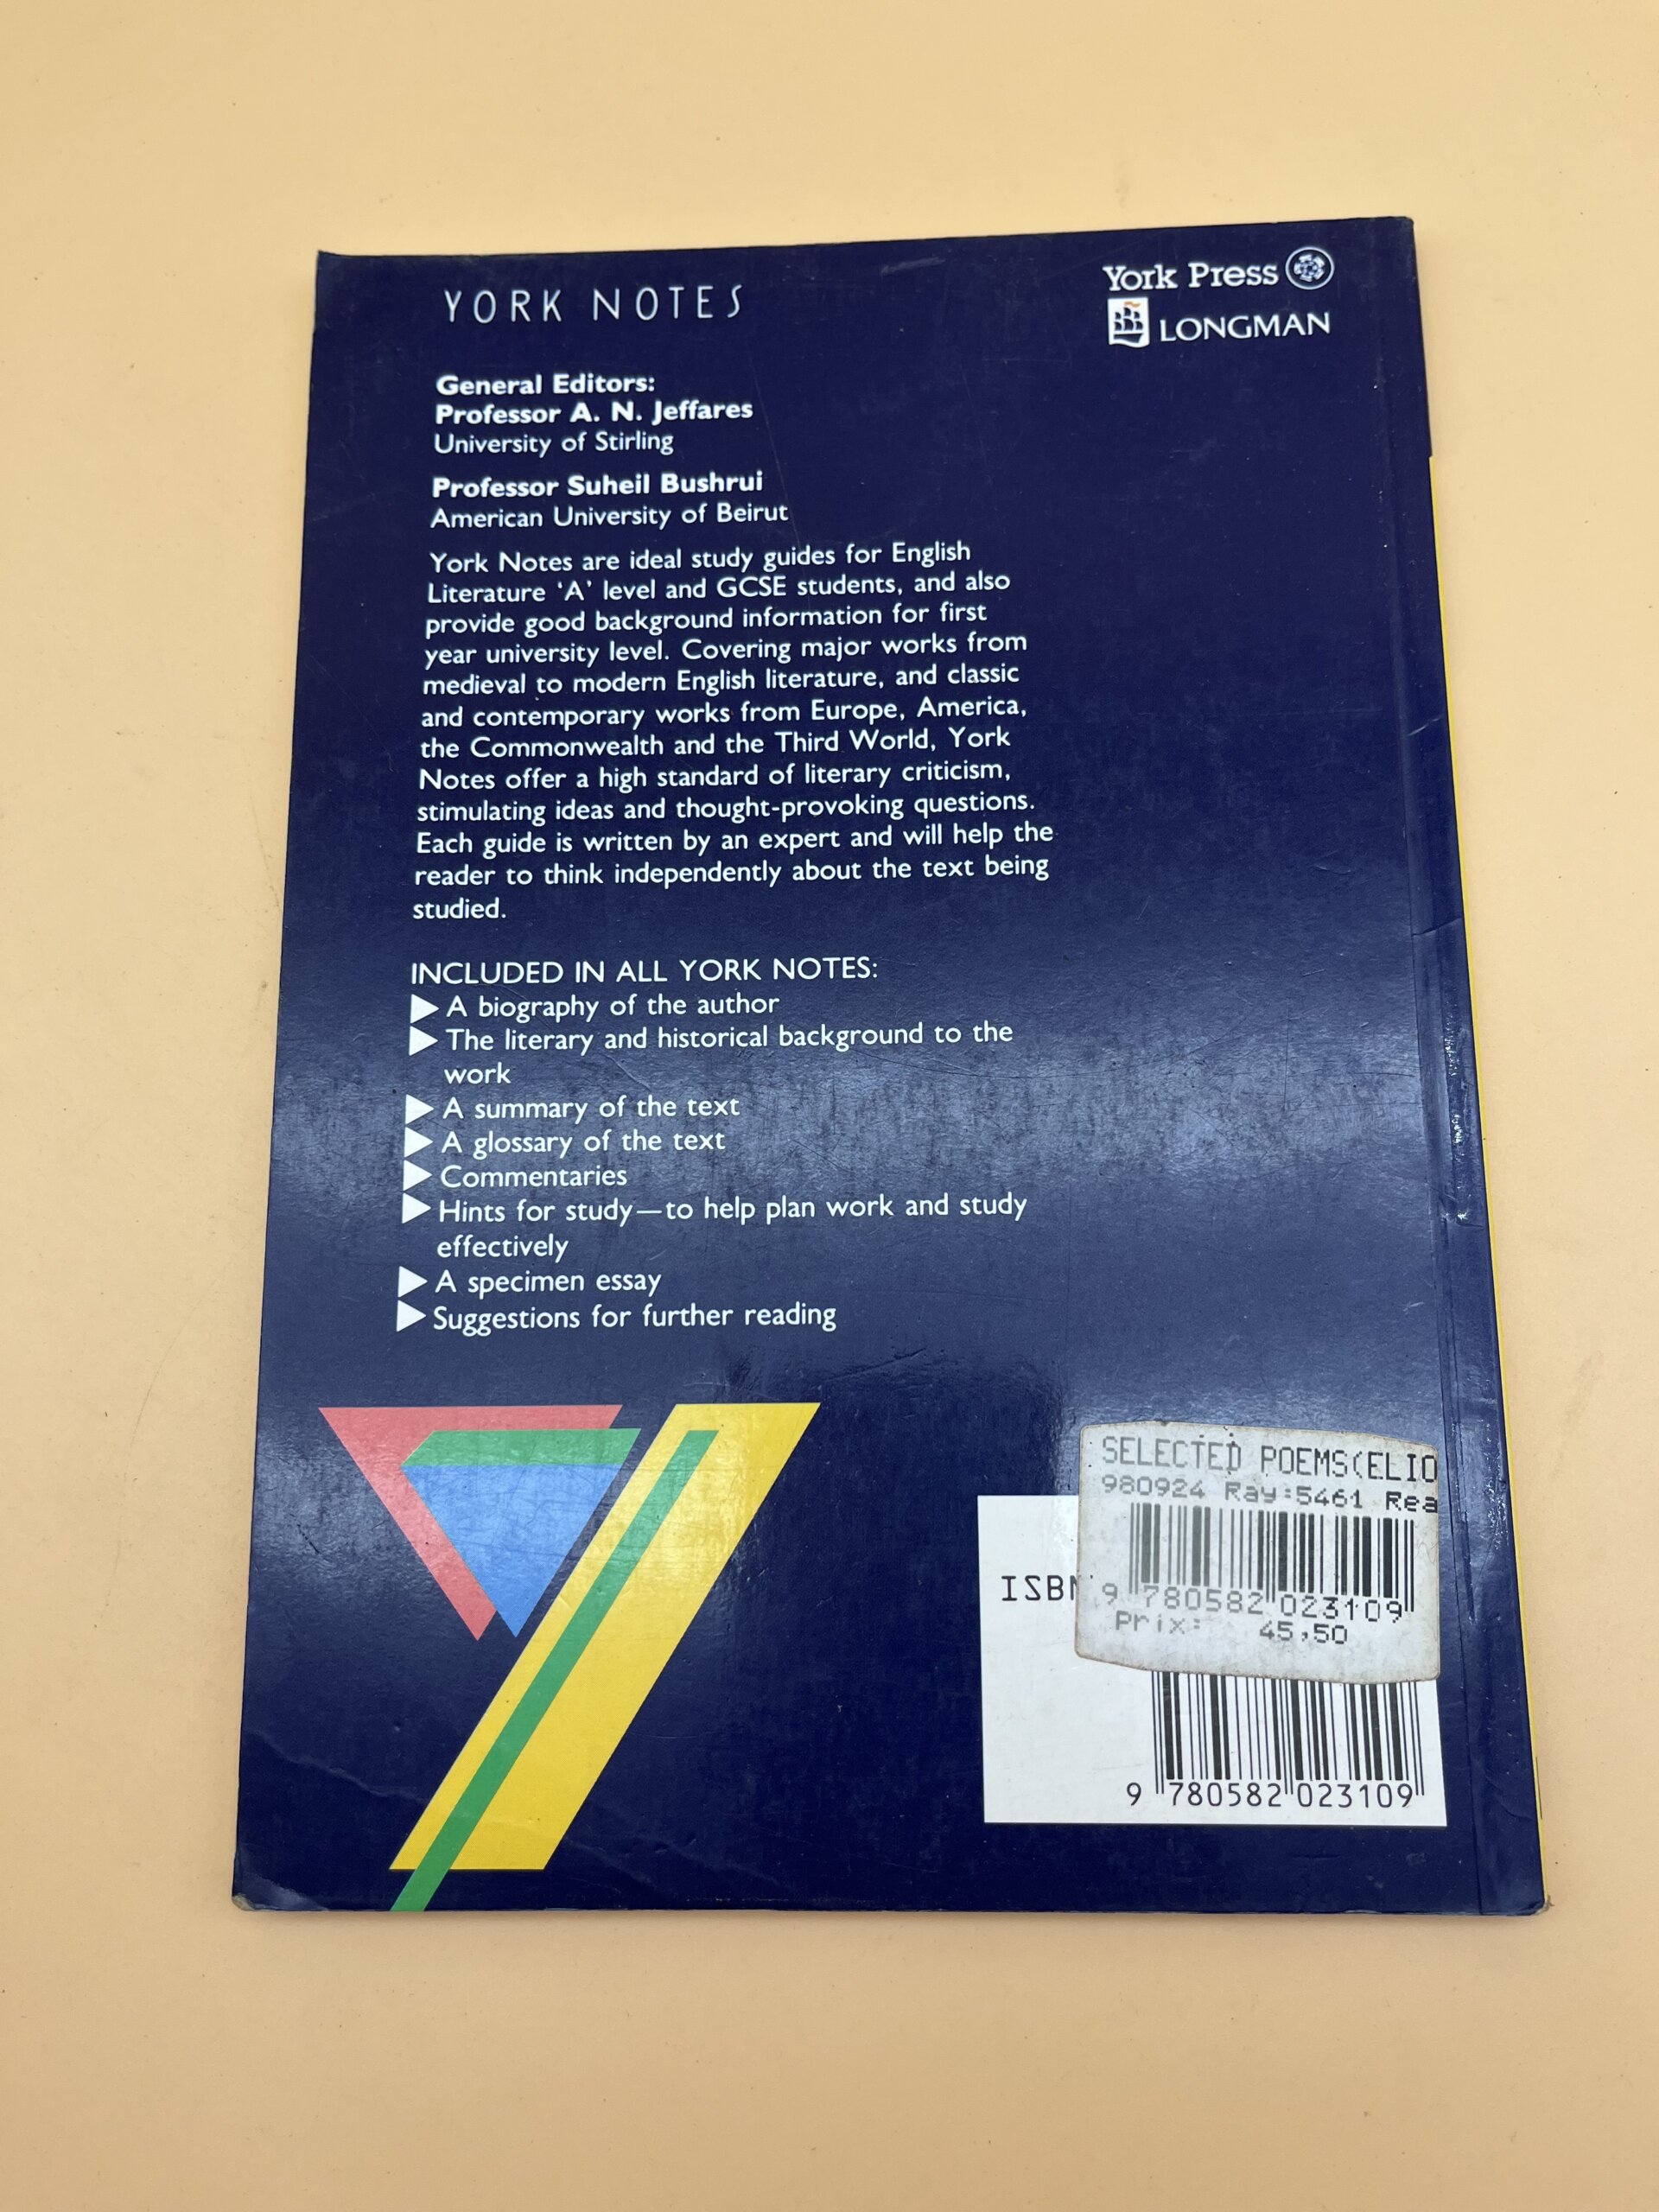 YORK NOTES
York Press
LONGMAN
General Editors:
Professor A. N. Jeffares
University of Stirling
Professor Suheil Bushrui
American University of Beirut
York Notes are ideal study guides for English
Literature ‘A’ level and GCSE students, and also
provide good background information for first
year university level. Covering major works from
medieval to modern English literature, and classic
and contemporary works from Europe, America,
the Commonwealth and the Third World, York
Notes offer a high standard of literary criticism,
stimulating ideas and thought-provoking questions.
Each guide is written by an expert and will help the
reader to think independently about the text being
studied.
INCLUDED IN ALL YORK NOTES:
▶ A biography of the author
▶ The literary and historical background to the
work
▶ A summary of the text
▶ A glossary of the text
▶ Commentaries
▶ Hints for study—to help plan work and study
effectively
▶ A specimen essay
▶ Suggestions for further reading
SELECTED POEMS(ELIO
980924 Ray:5461 Rea
ISBN
9 780582 023109
Prix: 45,50
9 780582 023109